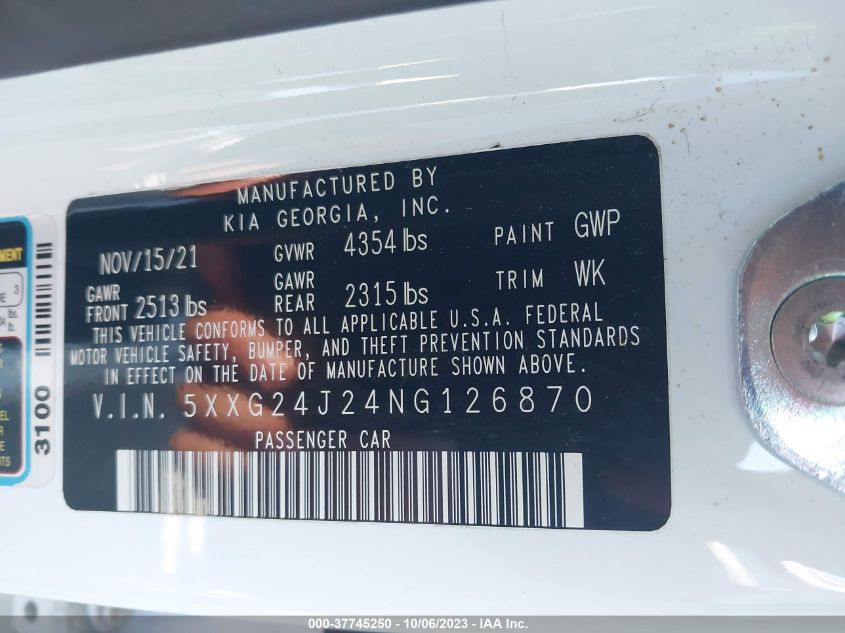 MANUFACTURED BY
KIA GEORGIA, INC.
NOV/15/21 GVWR 4354 lbs PAINT GWP
GAWR FRONT 2513 lbs GAWR REAR 2315 lbs TRIM WK
THIS VEHICLE CONFORMS TO ALL APPLICABLE U.S.A. FEDERAL
MOTOR VEHICLE SAFETY, BUMPER, AND THEFT PREVENTION STANDARDS
IN EFFECT ON THE DATE OF MANUFACTURE SHOWN ABOVE.
V.I.N. 5XXG24J24NG126870
PASSENGER CAR
3100
3
lbs.
lb.
000-37745250 - 10/06/2023 - IAA Inc.